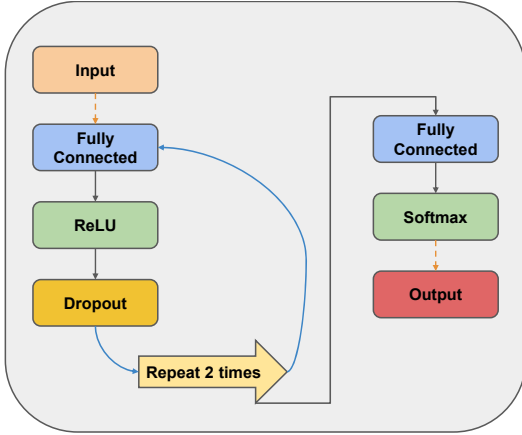 Input
Fully
Connected
ReLU
Dropout
Repeat 2 times
Fully
Connected
Softmax
Output